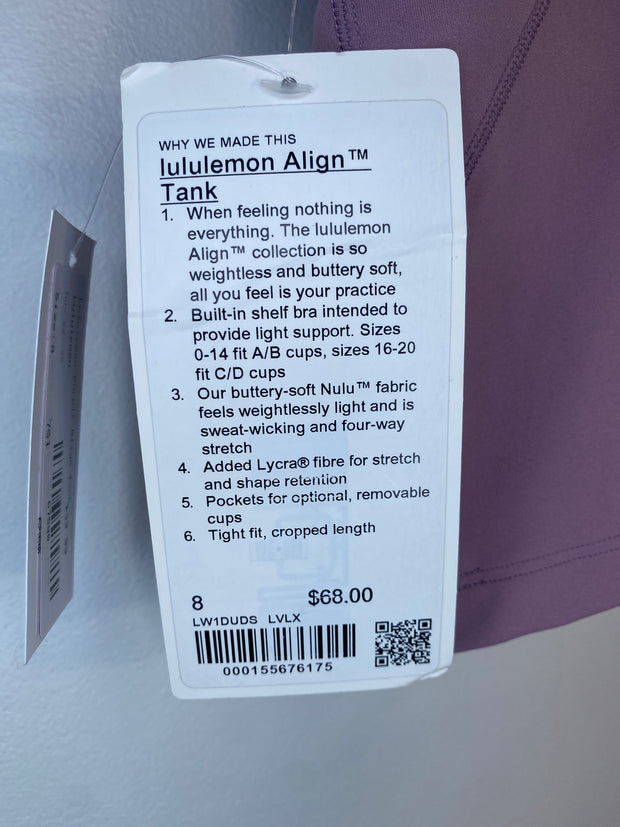 WHY WE MADE THIS
lululemon Align™
Tank
1. When feeling nothing is
everything. The lululemon
Align™ collection is so
weightless and buttery soft,
all you feel is your practice
2. Built-in shelf bra intended to
provide light support. Sizes
0-14 fit A/B cups, sizes 16-20
fit C/D cups
3. Our buttery-soft Nulu™ fabric
feels weightlessly light and is
sweat-wicking and four-way
stretch
4. Added Lycra® fibre for stretch
and shape retention
5. Pockets for optional, removable
cups
6. Tight fit, cropped length
8 $68.00
LW1DUDS LVLX
000155676175